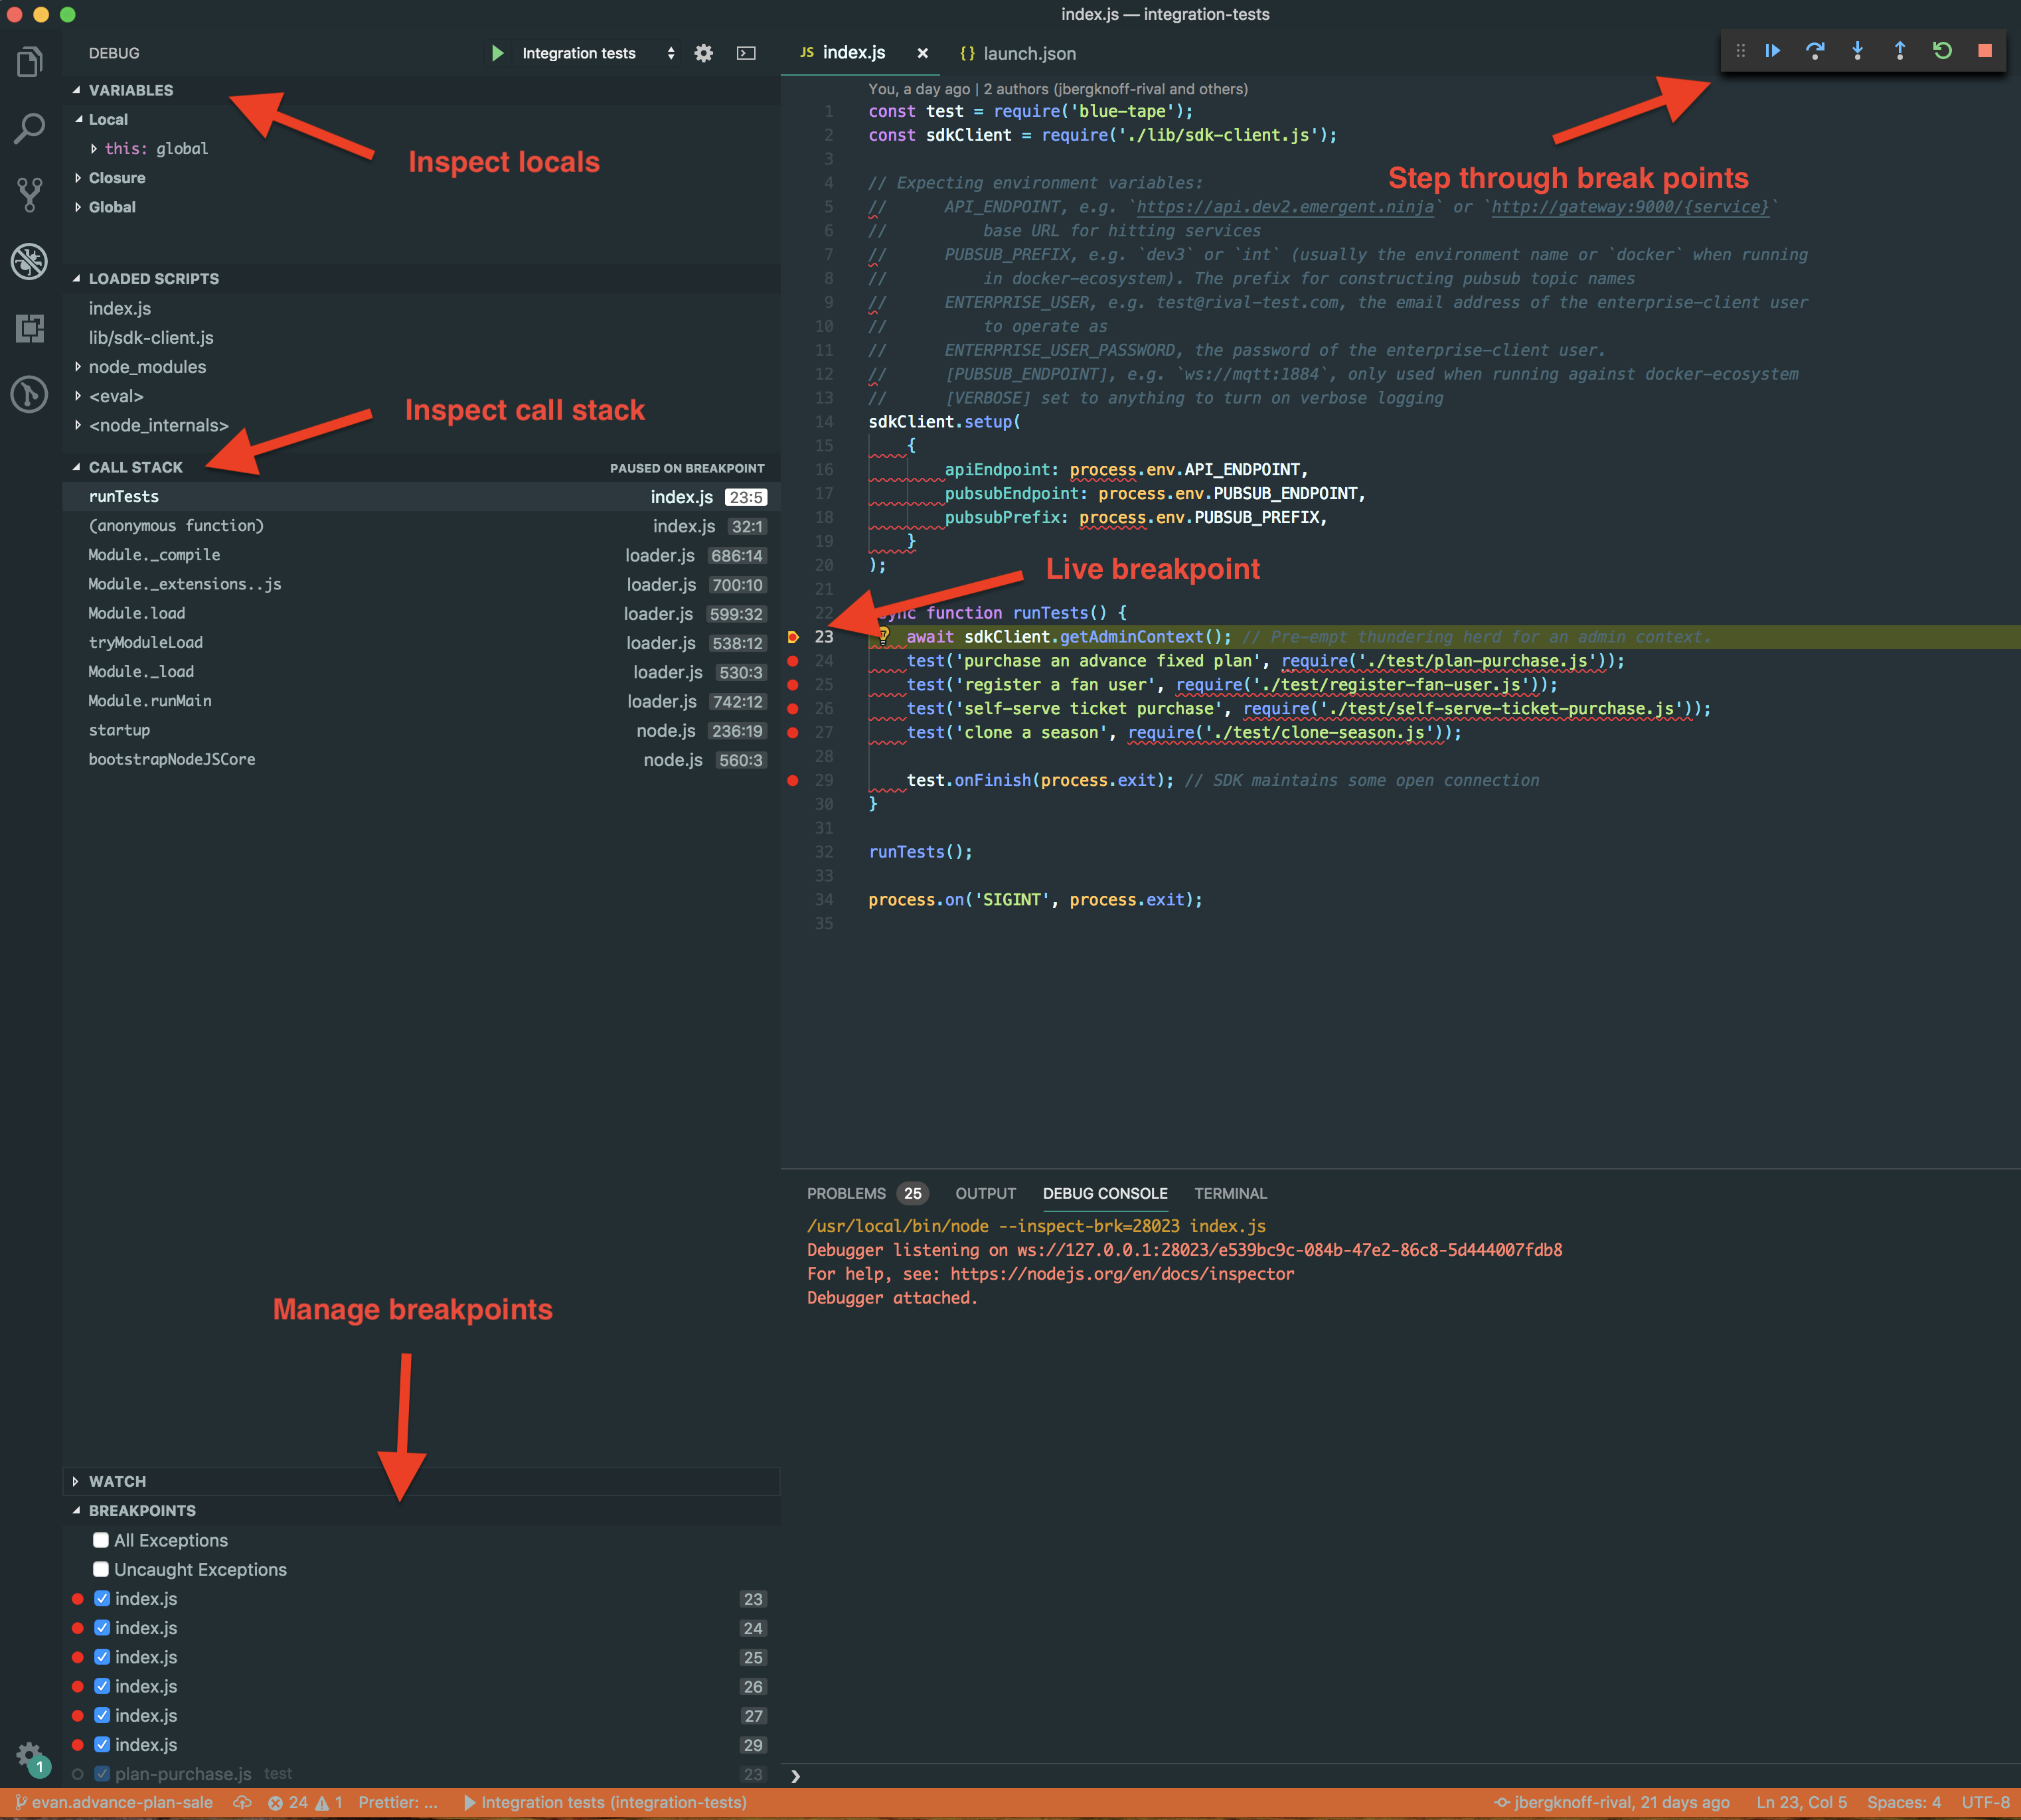 index.js — integration-tests
DEBUG
Integration tests
JS index.js
{} launch.json
VARIABLES
Local
this: global
Closure
Global
Inspect locals
LOADED SCRIPTS
index.js
lib/sdk-client.js
node_modules
<eval>
<node_internals>
Inspect call stack
CALL STACK PAUSED ON BREAKPOINT
runTests index.js 23:5
(anonymous function) index.js 32:1
Module._compile loader.js 686:14
Module._extensions..js loader.js 700:10
Module.load loader.js 599:32
tryModuleLoad loader.js 538:12
Module._load loader.js 530:3
Module.runMain loader.js 742:12
startup node.js 236:19
bootstrapNodeJSCore node.js 560:3
Manage breakpoints
WATCH
BREAKPOINTS
All Exceptions
Uncaught Exceptions
index.js 23
index.js 24
index.js 25
index.js 26
index.js 27
index.js 29
plan-purchase.js test 23
1
You, a day ago | 2 authors (jbergknoff-rival and others)
1 const test = require('blue-tape');
2 const sdkClient = require('./lib/sdk-client.js');
3
4 // Expecting environment variables:
5 // API_ENDPOINT, e.g. `https://api.dev2.emergent.ninja` or `http://gateway:9000/{service}`
6 // base URL for hitting services
7 // PUBSUB_PREFIX, e.g. `dev3` or `int` (usually the environment name or `docker` when running
8 // in docker-ecosystem). The prefix for constructing pubsub topic names
9 // ENTERPRISE_USER, e.g. test@rival-test.com, the email address of the enterprise-client user
10 // to operate as
11 // ENTERPRISE_USER_PASSWORD, the password of the enterprise-client user.
12 // [PUBSUB_ENDPOINT], e.g. `ws://mqtt:1884`, only used when running against docker-ecosystem
13 // [VERBOSE] set to anything to turn on verbose logging
14 sdkClient.setup(
15 {
16 apiEndpoint: process.env.API_ENDPOINT,
17 pubsubEndpoint: process.env.PUBSUB_ENDPOINT,
18 pubsubPrefix: process.env.PUBSUB_PREFIX,
19 }
20 );
21
22 ync function runTests() {
23 await sdkClient.getAdminContext(); // Pre-empt thundering herd for an admin context.
24 test('purchase an advance fixed plan', require('./test/plan-purchase.js'));
25 test('register a fan user', require('./test/register-fan-user.js'));
26 test('self-serve ticket purchase', require('./test/self-serve-ticket-purchase.js'));
27 test('clone a season', require('./test/clone-season.js'));
28
29 test.onFinish(process.exit); // SDK maintains some open connection
30 }
31
32 runTests();
33
34 process.on('SIGINT', process.exit);
35
Step through break points
Live breakpoint
PROBLEMS 25 OUTPUT DEBUG CONSOLE TERMINAL
/usr/local/bin/node --inspect-brk=28023 index.js
Debugger listening on ws://127.0.0.1:28023/e539bc9c-084b-47e2-86c8-5d444007fdb8
For help, see: https://nodejs.org/en/docs/inspector
Debugger attached.
evan.advance-plan-sale 24 1 Prettier: ... Integration tests (integration-tests) jbergknoff-rival, 21 days ago Ln 23, Col 5 Spaces: 4 UTF-8